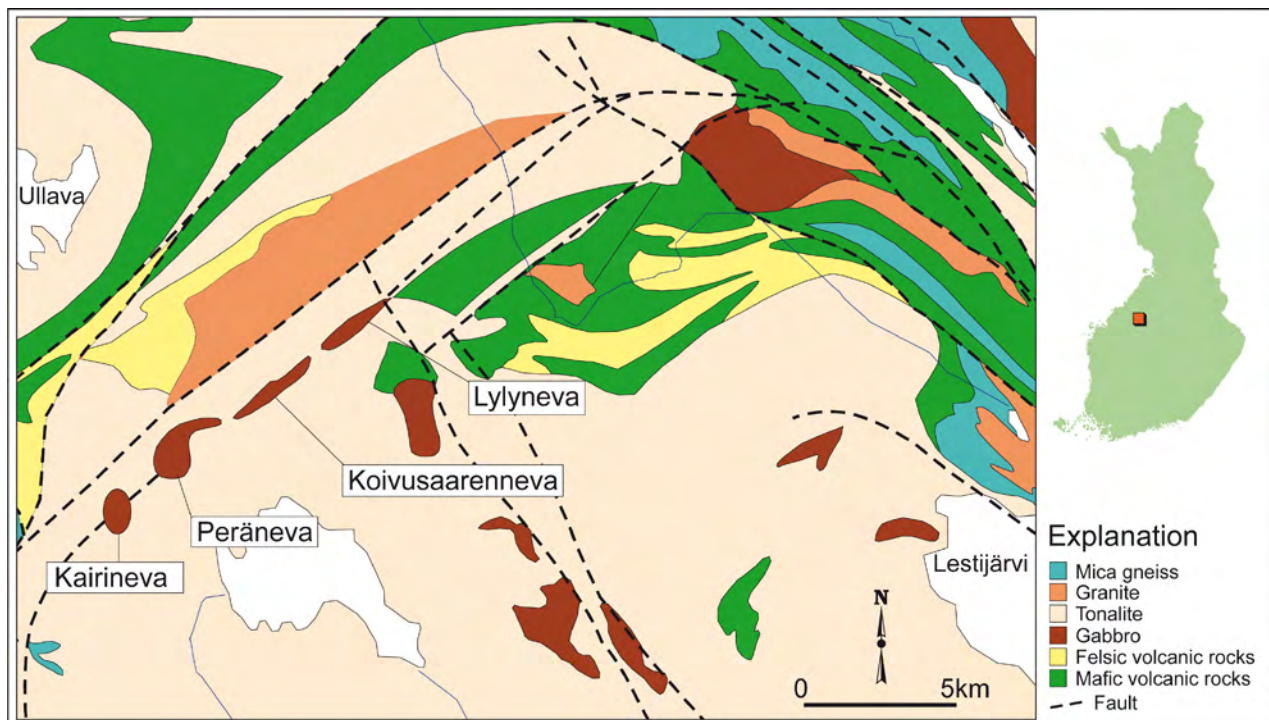 Ullava
Lylyneva
Koivusaarenneva
Peräneva
Kairineva
Lestijärvi
N
0 5km
Explanation
Mica gneiss
Granite
Tonalite
Gabbro
Felsic volcanic rocks
Mafic volcanic rocks
Fault